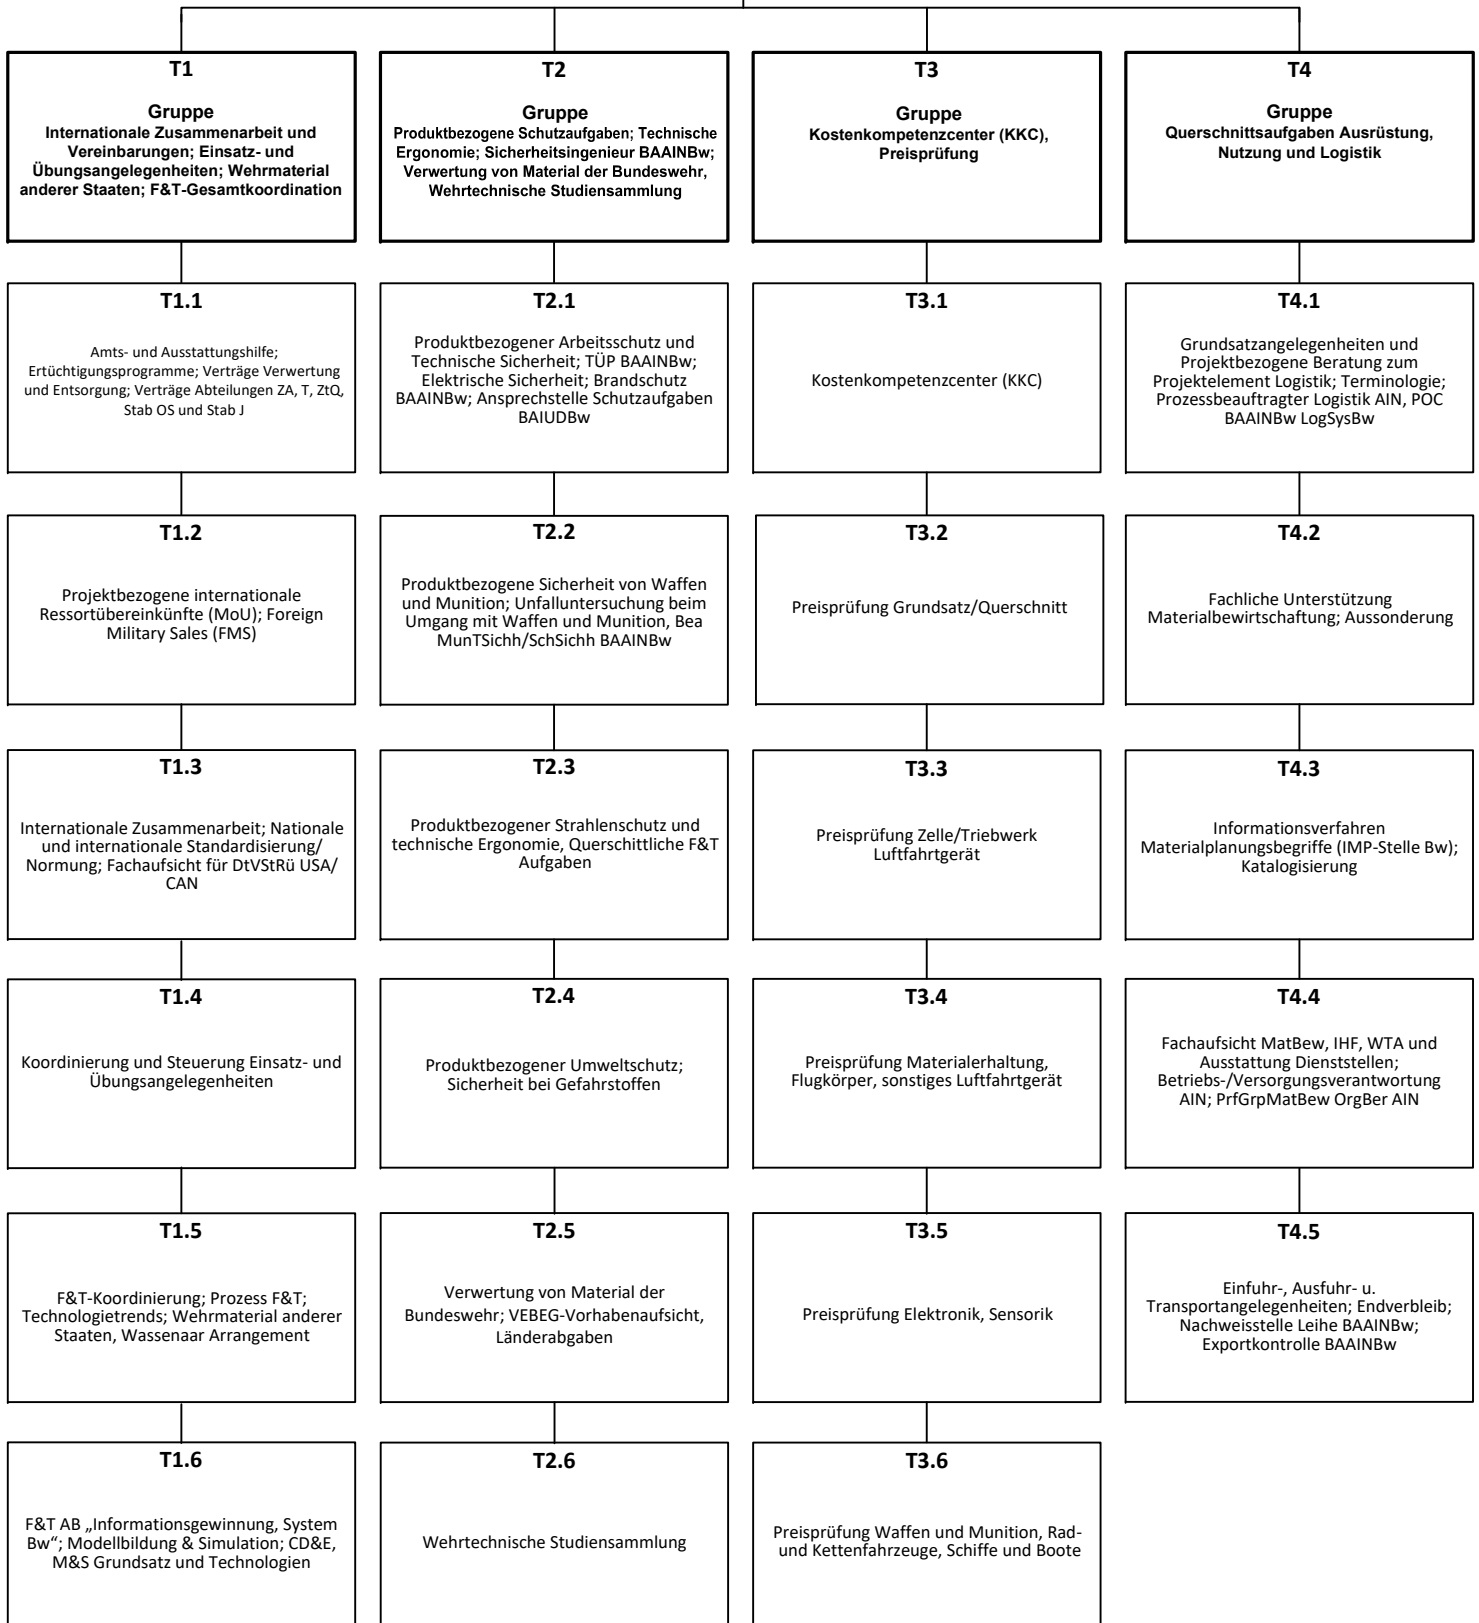 T1
Gruppe
Internationale Zusammenarbeit und
Vereinbarungen; Einsatz- und
Übungsangelegenheiten; Wehrmaterial
anderer Staaten; F&T-Gesamtkoordination
T2
Gruppe
Produktbezogene Schutzaufgaben; Technische
Ergonomie; Sicherheitsingenieur BAAINBw;
Verwertung von Material der Bundeswehr,
Wehrtechnische Studiensammlung
T3
Gruppe
Kostenkompetenzcenter (KKC),
Preisprüfung
T4
Gruppe
Querschnittsaufgaben Ausrüstung,
Nutzung und Logistik
T1.1
Amts- und Ausstattungshilfe;
Ertüchtigungsprogramme; Verträge Verwertung
und Entsorgung; Verträge Abteilungen ZA, T, ZtQ,
Stab OS und Stab J
T2.1
Produktbezogener Arbeitsschutz und
Technische Sicherheit; TÜP BAAINBw;
Elektrische Sicherheit; Brandschutz
BAAINBw; Ansprechstelle Schutzaufgaben
BAIUDBw
T3.1
Kostenkompetenzcenter (KKC)
T4.1
Grundsatzangelegenheiten und
Projektbezogene Beratung zum
Projektelement Logistik; Terminologie;
Prozessbeauftragter Logistik AIN, POC
BAAINBw LogSysBw
T1.2
Projektbezogene internationale
Ressortübereinkünfte (MoU); Foreign
Military Sales (FMS)
T2.2
Produktbezogene Sicherheit von Waffen
und Munition; Unfalluntersuchung beim
Umgang mit Waffen und Munition, Bea
MunTSichh/SchSichh BAAINBw
T3.2
Preisprüfung Grundsatz/Querschnitt
T4.2
Fachliche Unterstützung
Materialbewirtschaftung; Aussonderung
T1.3
Internationale Zusammenarbeit; Nationale
und internationale Standardisierung/
Normung; Fachaufsicht für DtVStRü USA/
CAN
T2.3
Produktbezogener Strahlenschutz und
technische Ergonomie, Querschittliche F&T
Aufgaben
T3.3
Preisprüfung Zelle/Triebwerk
Luftfahrtgerät
T4.3
Informationsverfahren
Materialplanungsbegriffe (IMP-Stelle Bw);
Katalogisierung
T1.4
Koordinierung und Steuerung Einsatz- und
Übungsangelegenheiten
T2.4
Produktbezogener Umweltschutz;
Sicherheit bei Gefahrstoffen
T3.4
Preisprüfung Materialerhaltung,
Flugkörper, sonstiges Luftfahrtgerät
T4.4
Fachaufsicht MatBew, IHF, WTA und
Ausstattung Dienststellen;
Betriebs-/Versorgungsverantwortung
AIN; PrfGrpMatBew OrgBer AIN
T1.5
F&T-Koordinierung; Prozess F&T;
Technologietrends; Wehrmaterial anderer
Staaten, Wassenaar Arrangement
T2.5
Verwertung von Material der
Bundeswehr; VEBEG-Vorhabenaufsicht,
Länderabgaben
T3.5
Preisprüfung Elektronik, Sensorik
T4.5
Einfuhr-, Ausfuhr- u.
Transportangelegenheiten; Endverbleib;
Nachweisstelle Leihe BAAINBw;
Exportkontrolle BAAINBw
T1.6
F&T AB „Informationsgewinnung, System
Bw“; Modellbildung & Simulation; CD&E,
M&S Grundsatz und Technologien
T2.6
Wehrtechnische Studiensammlung
T3.6
Preisprüfung Waffen und Munition, Rad-
und Kettenfahrzeuge, Schiffe und Boote